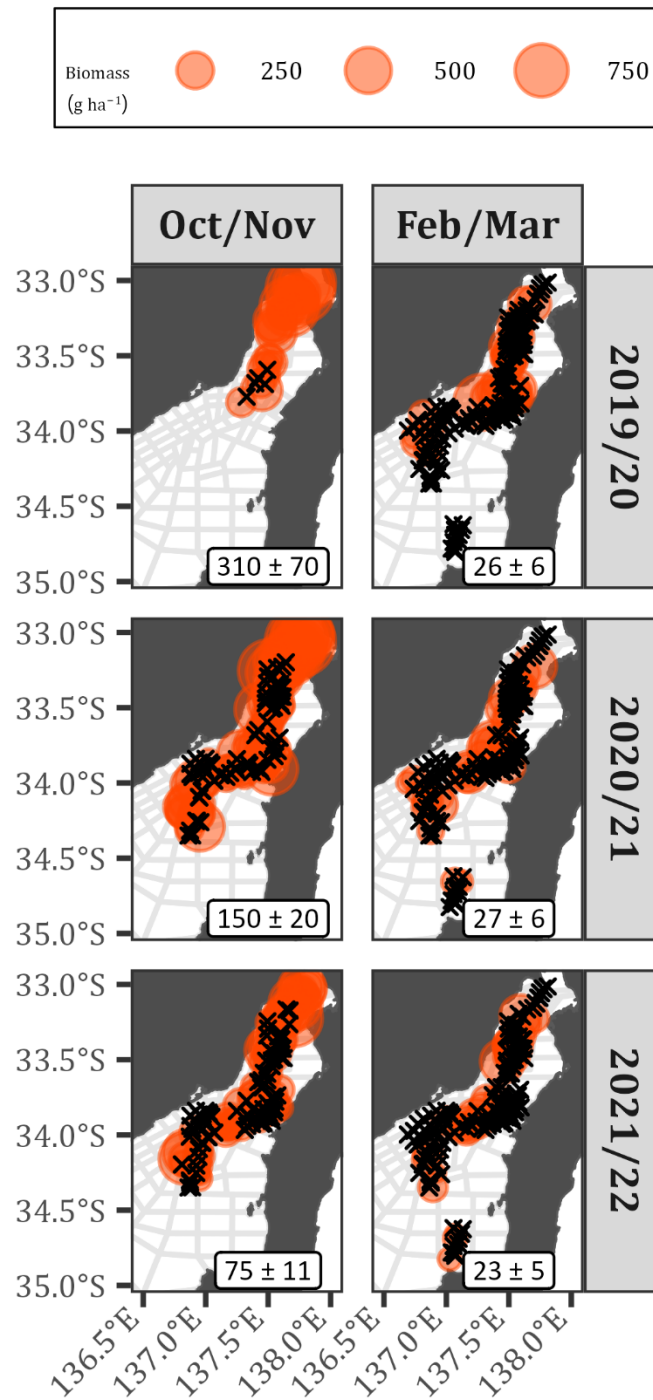 Biomass
(g ha⁻¹)
250
500
750
Oct/Nov
Feb/Mar
33.0°S
33.5°S
34.0°S
34.5°S
35.0°S
310 ± 70
26 ± 6
2019/20
33.0°S
33.5°S
34.0°S
34.5°S
35.0°S
150 ± 20
27 ± 6
2020/21
33.0°S
33.5°S
34.0°S
34.5°S
35.0°S
75 ± 11
23 ± 5
2021/22
136.5°E
137.0°E
137.5°E
138.0°E
136.5°E
137.0°E
137.5°E
138.0°E